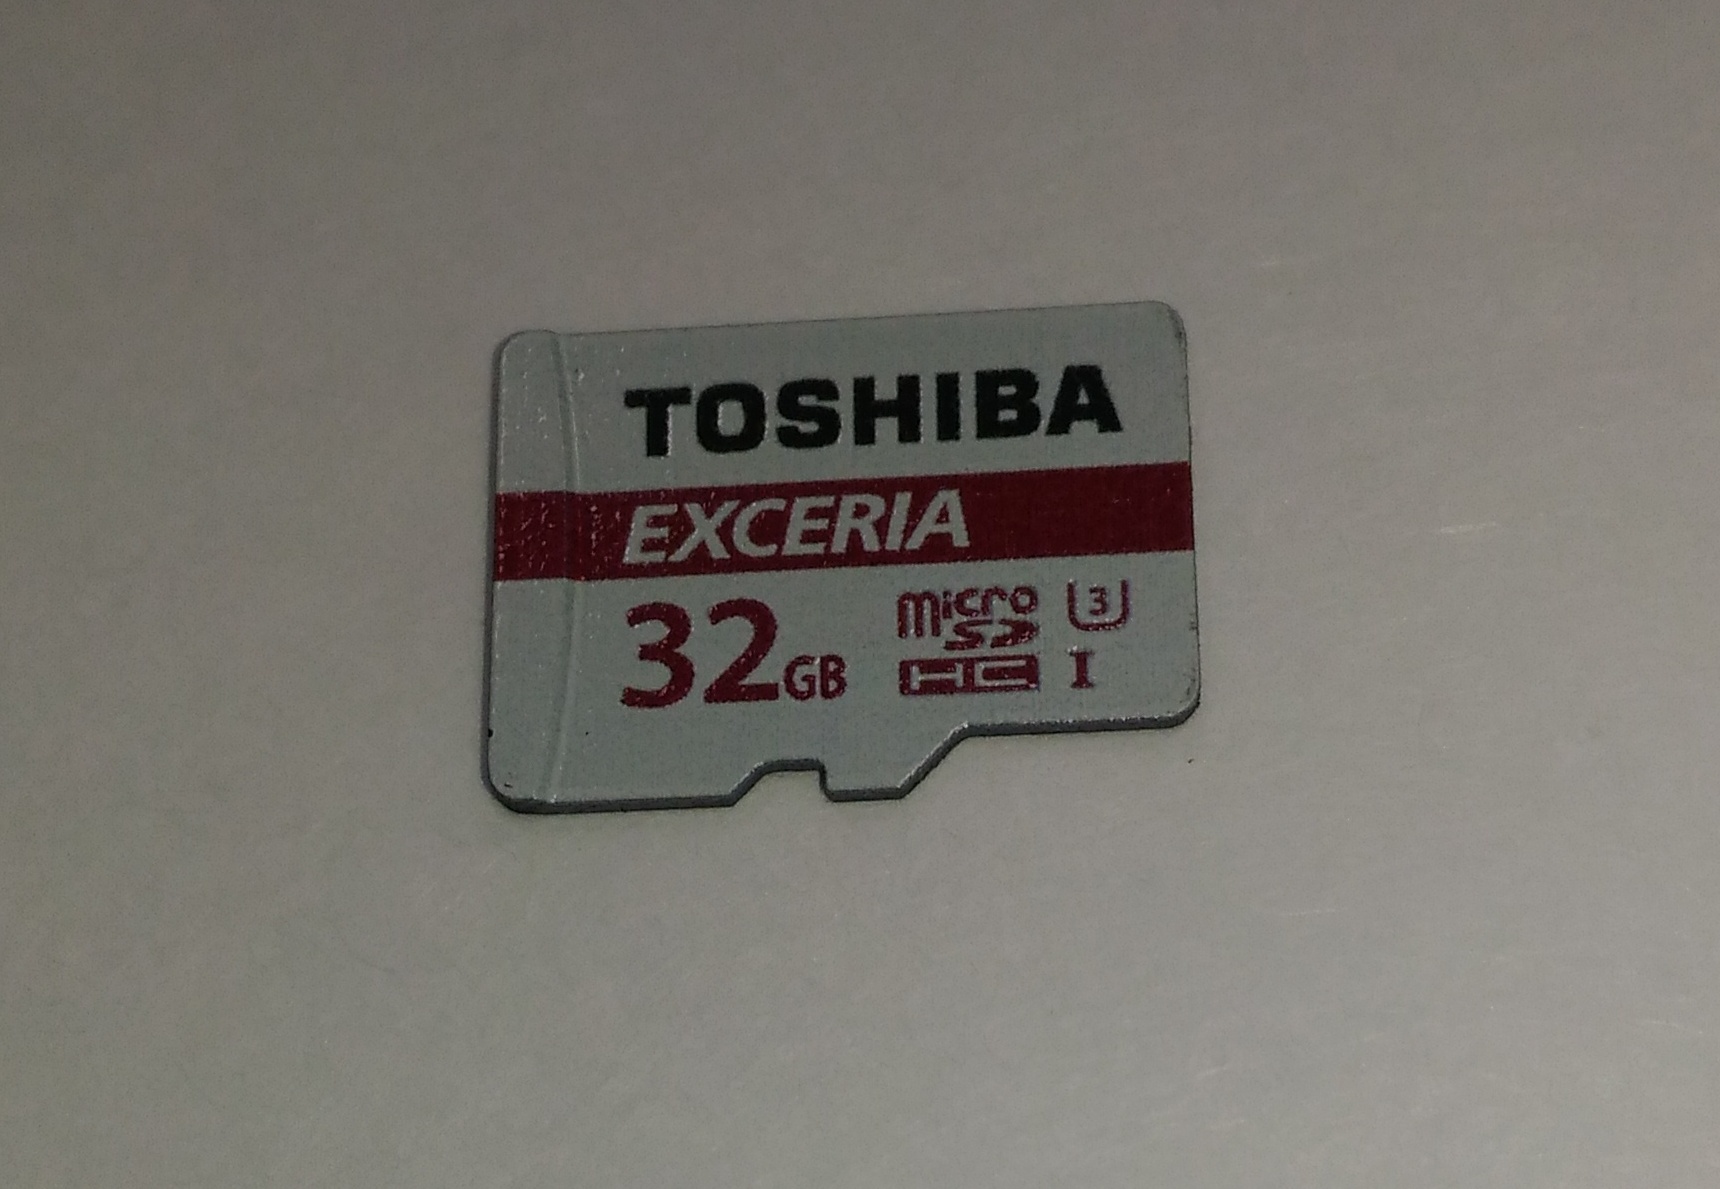 TOSHIBA
EXCERIA
32GB
micro
SD
HC
3
I